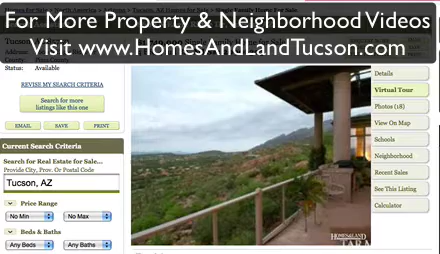 For More Property & Neighborhood Videos
Visit www.HomesAndLandTucson.com
Status: Available
REVISE MY SEARCH CRITERIA
Search for more
listings like this one
EMAIL SAVE PRINT
Current Search Criteria
Search for Real Estate for Sale...
Provide City, Prov. Or Postal Code
Tucson, AZ
Price Range
No Min No Max
Beds & Baths
Any Beds Any Baths
Details
Virtual Tour
Photos (18)
View On Map
Schools
Neighborhood
Recent Sales
See This Listing
Calculator
HOMES&LAND